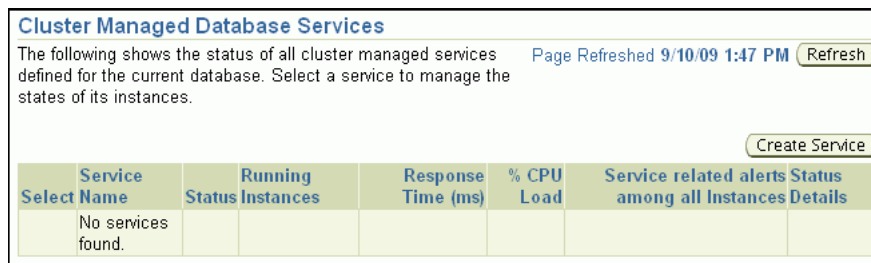 Cluster Managed Database Services
The following shows the status of all cluster managed services
defined for the current database. Select a service to manage the
states of its instances.
Page Refreshed 9/10/09 1:47 PM Refresh
Create Service
Select Service Name Status Running Instances Response Time (ms) % CPU Load Service related alerts among all Instances Status Details
No services
found.